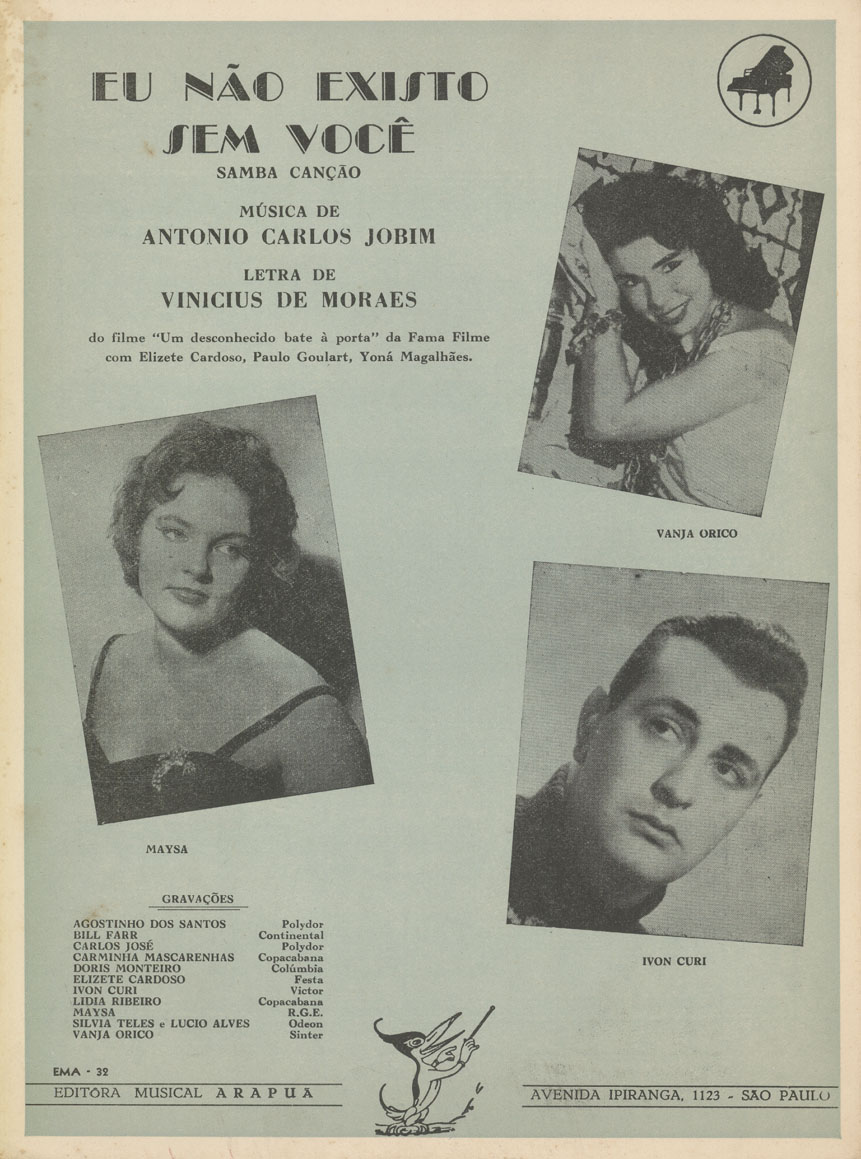 EU NÃO EXISTO
SEM VOCÊ
SAMBA CANÇÃO
MÚSICA DE
ANTONIO CARLOS JOBIM
LETRA DE
VINICIUS DE MORAES
do filme “Um desconhecido bate à porta” da Fama Filme
com Elizete Cardoso, Paulo Goulart, Yoná Magalhães.
VANJA ORICO
MAYSA
IVON CURI
GRAVAÇÕES
AGOSTINHO DOS SANTOS Polydor
BILL FARR Continental
CARLOS JOSÉ Polydor
CARMINHA MASCARENHAS Copacabana
DORIS MONTEIRO Colúmbia
ELIZETE CARDOSO Festa
IVON CURI Victor
LIDIA RIBEIRO Copacabana
MAYSA R.G.E.
SILVIA TELES e LUCIO ALVES Odeon
VANJA ORICO Sinter
EMA - 32
EDITÔRA MUSICAL ARAPUÃ
AVENIDA IPIRANGA, 1123 - SÃO PAULO